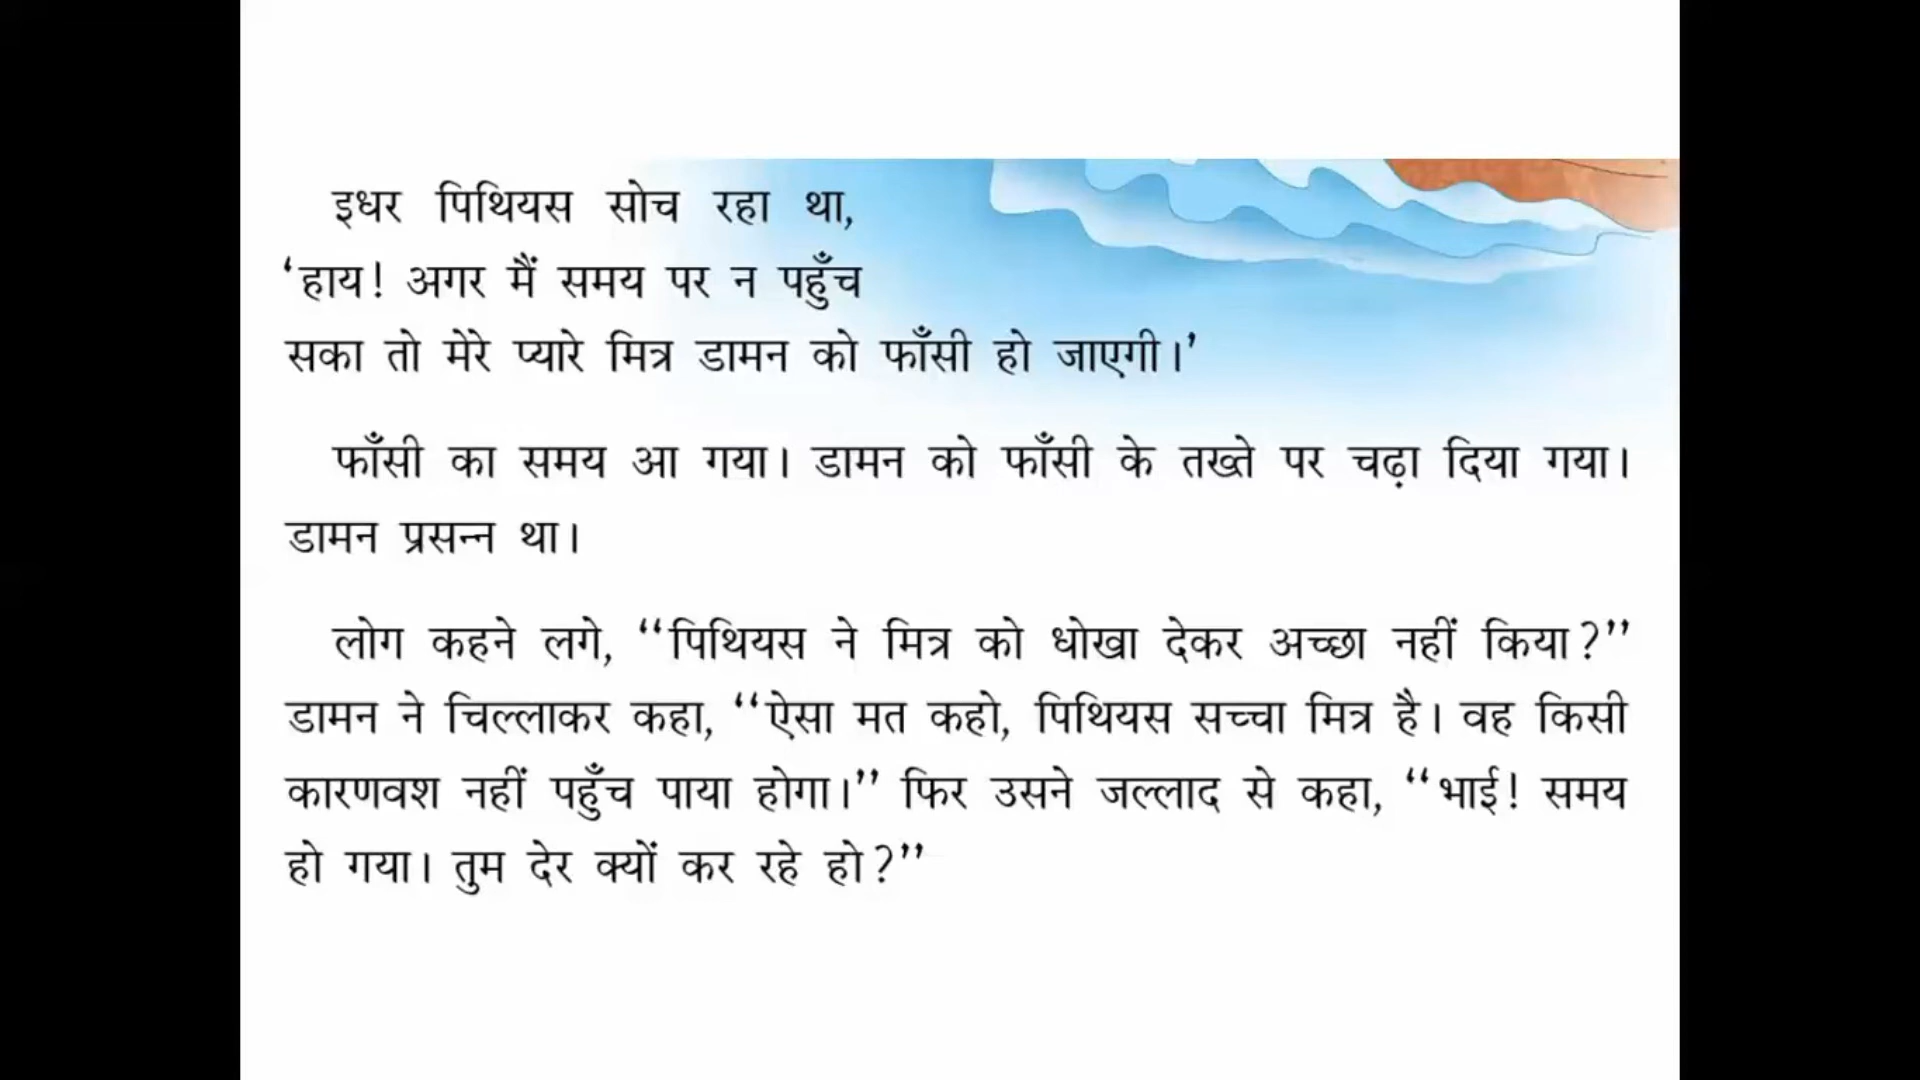 इधर पिथियस सोच रहा था,
‘हाय! अगर मैं समय पर न पहुँच
सका तो मेरे प्यारे मित्र डामन को फाँसी हो जाएगी।’
फाँसी का समय आ गया। डामन को फाँसी के तख्ते पर चढ़ा दिया गया।
डामन प्रसन्न था।
लोग कहने लगे, “पिथियस ने मित्र को धोखा देकर अच्छा नहीं किया?”
डामन ने चिल्लाकर कहा, “ऐसा मत कहो, पिथियस सच्चा मित्र है। वह किसी
कारणवश नहीं पहुँच पाया होगा।” फिर उसने जल्लाद से कहा, “भाई! समय
हो गया। तुम देर क्यों कर रहे हो?”